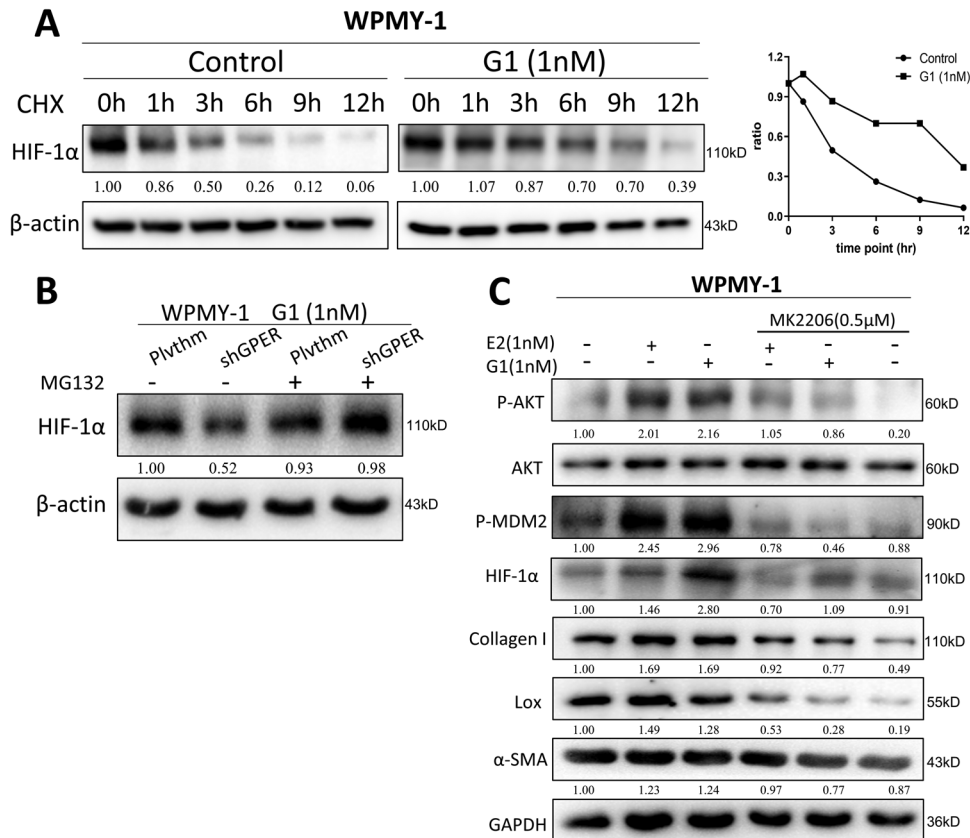 A
WPMY-1
Control G1 (1nM)
CHX 0h 1h 3h 6h 9h 12h 0h 1h 3h 6h 9h 12h
HIF-1α 110kD
1.00 0.86 0.50 0.26 0.12 0.06 1.00 1.07 0.87 0.70 0.70 0.39
β-actin 43kD
Control
G1 (1nM)
1.2
0.9
0.6
0.3
0.0
ratio
0 3 6 9 12
time point (hr)
B
WPMY-1 G1 (1nM)
Plvthm shGPER Plvthm shGPER
MG132 - - + +
HIF-1α 110kD
1.00 0.52 0.93 0.98
β-actin 43kD
C
WPMY-1
MK2206(0.5μM)
E2(1nM) - + - + - -
G1(1nM) - - + - + -
P-AKT 60kD
1.00 2.01 2.16 1.05 0.86 0.20
AKT 60kD
P-MDM2 90kD
1.00 2.45 2.96 0.78 0.46 0.88
HIF-1α 110kD
1.00 1.46 2.80 0.70 1.09 0.91
Collagen I 110kD
1.00 1.69 1.69 0.92 0.77 0.49
Lox 55kD
1.00 1.49 1.28 0.53 0.28 0.19
α-SMA 43kD
1.00 1.23 1.24 0.97 0.77 0.87
GAPDH 36kD